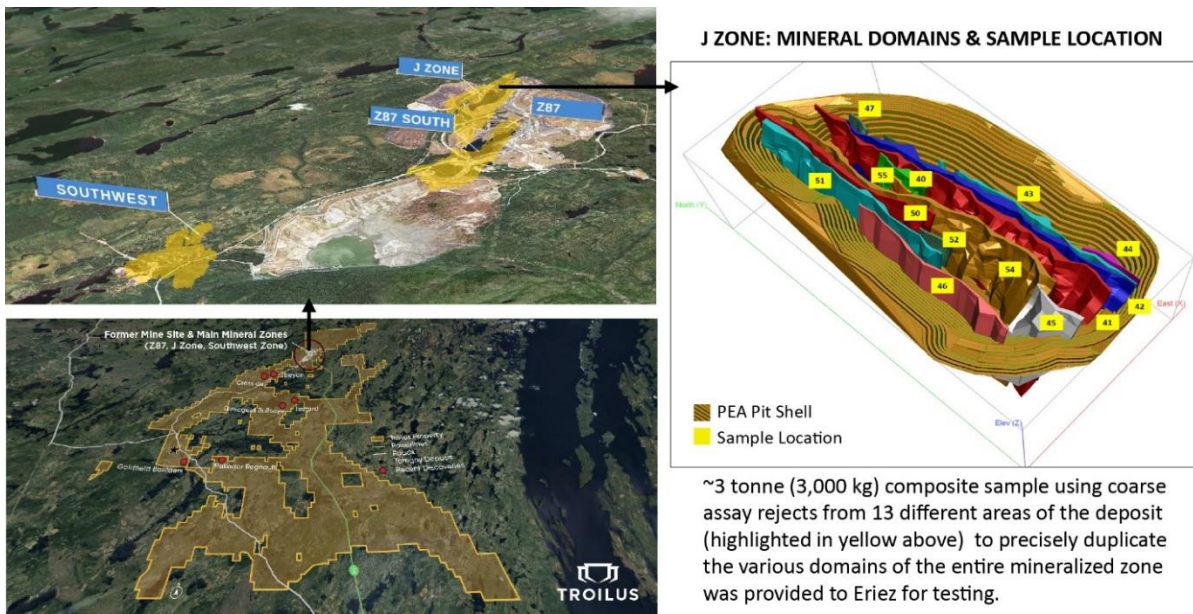 J ZONE
Z87
Z87 SOUTH
SOUTHWEST
Former Mine Site & Main Mineral Zones
(Z87, J Zone, Southwest Zone)
Beyan
Goldfield Boulders
TROILUS
J ZONE: MINERAL DOMAINS & SAMPLE LOCATION
47
55
40
51
43
50
52
44
54
46
45
41
42
North (Y)
East (X)
Elev (Z)
PEA Pit Shell
Sample Location
~3 tonne (3,000 kg) composite sample using coarse
assay rejects from 13 different areas of the deposit
(highlighted in yellow above) to precisely duplicate
the various domains of the entire mineralized zone
was provided to Eriez for testing.